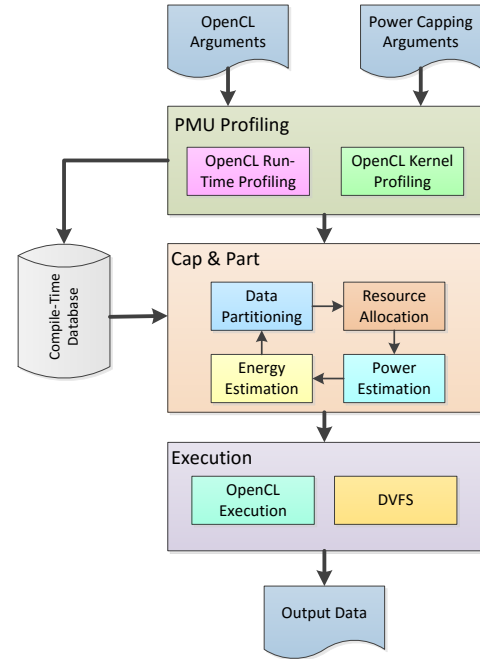 OpenCL
Arguments
Power Capping
Arguments
PMU Profiling
OpenCL Run-
Time Profiling
OpenCL Kernel
Profiling
Compile-Time
Database
Cap & Part
Data
Partitioning
Resource
Allocation
Energy
Estimation
Power
Estimation
Execution
OpenCL
Execution
DVFS
Output Data